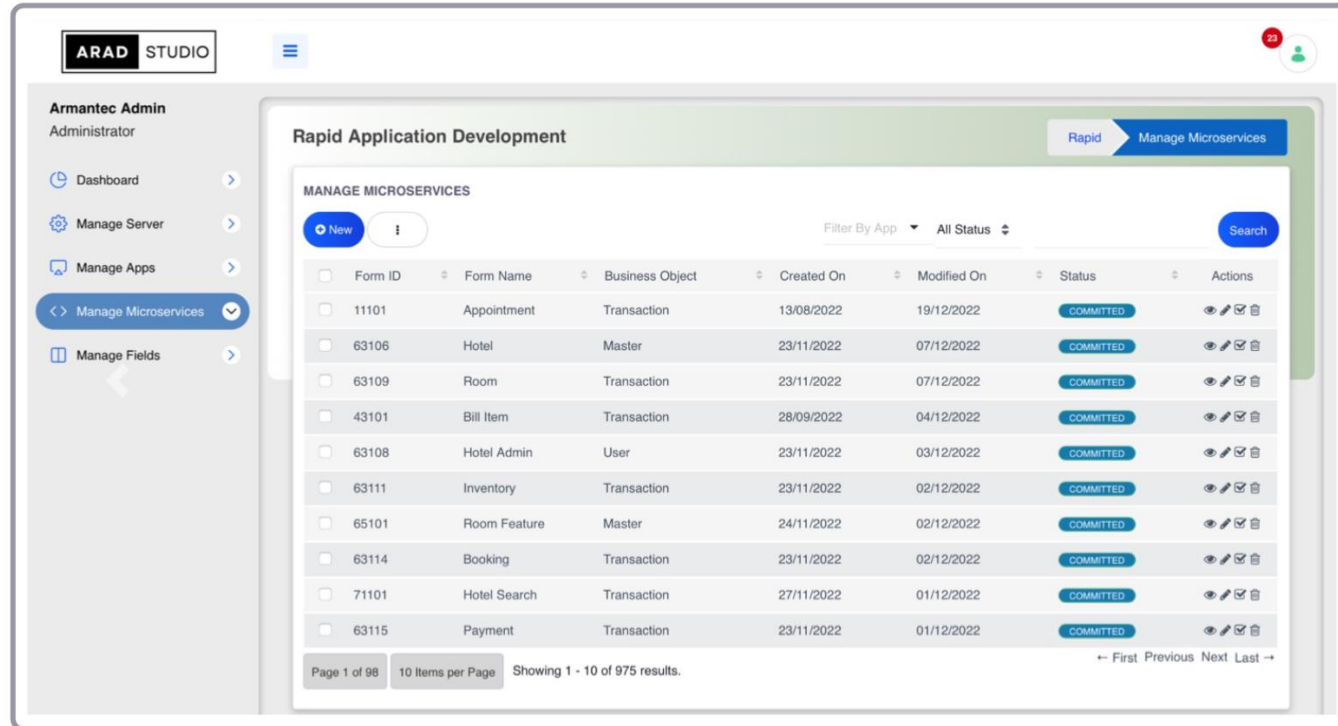 ARAD STUDIO
23
Armantec Admin
Administrator
Dashboard
Manage Server
Manage Apps
Manage Microservices
Manage Fields
Rapid Application Development
Rapid Manage Microservices
MANAGE MICROSERVICES
New Filter By App All Status Search
Form ID Form Name Business Object Created On Modified On Status Actions
11101 Appointment Transaction 13/08/2022 19/12/2022 COMMITTED
63106 Hotel Master 23/11/2022 07/12/2022 COMMITTED
63109 Room Transaction 23/11/2022 07/12/2022 COMMITTED
43101 Bill Item Transaction 28/09/2022 04/12/2022 COMMITTED
63108 Hotel Admin User 23/11/2022 03/12/2022 COMMITTED
63111 Inventory Transaction 23/11/2022 02/12/2022 COMMITTED
65101 Room Feature Master 24/11/2022 02/12/2022 COMMITTED
63114 Booking Transaction 23/11/2022 02/12/2022 COMMITTED
71101 Hotel Search Transaction 27/11/2022 01/12/2022 COMMITTED
63115 Payment Transaction 23/11/2022 01/12/2022 COMMITTED
Page 1 of 98 10 Items per Page Showing 1 - 10 of 975 results. ← First Previous Next Last →